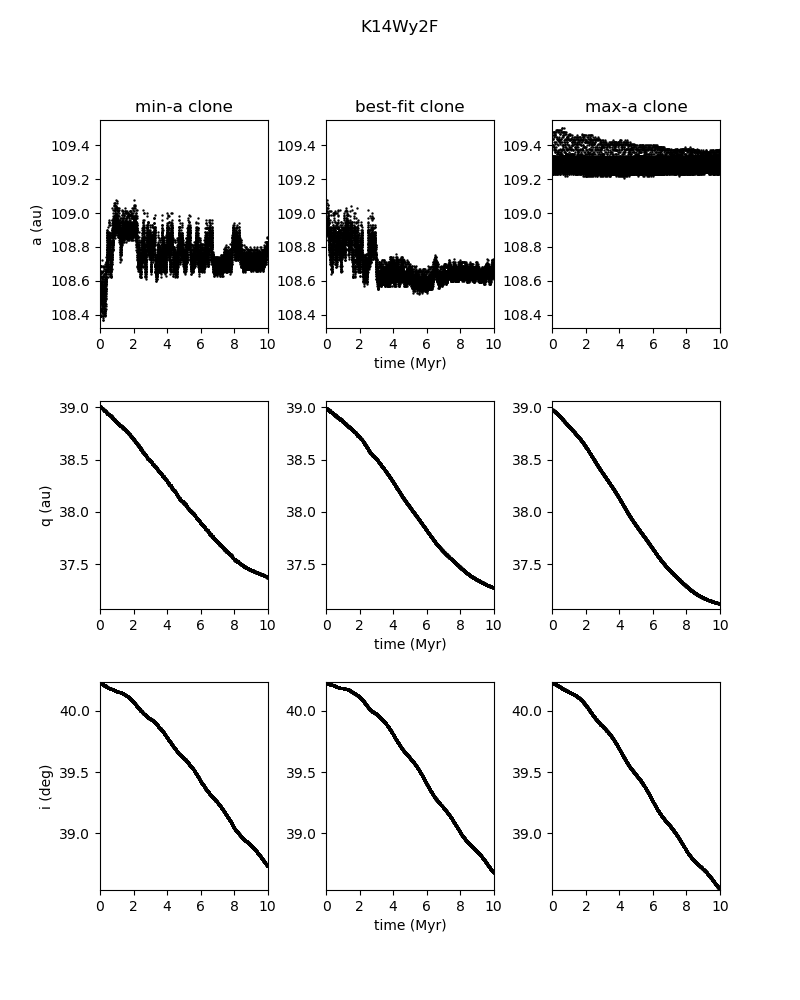 K14Wy2F
min-a clone best-fit clone max-a clone
109.4 109.4 109.4
109.2 109.2 109.2
109.0 109.0 109.0
108.8 108.8 108.8
108.6 108.6 108.6
108.4 108.4 108.4
a (au)
0 2 4 6 8 10 0 2 4 6 8 10 0 2 4 6 8 10
time (Myr)
39.0 39.0 39.0
38.5 38.5 38.5
38.0 38.0 38.0
37.5 37.5 37.5
q (au)
0 2 4 6 8 10 0 2 4 6 8 10 0 2 4 6 8 10
time (Myr)
40.0 40.0 40.0
39.5 39.5 39.5
39.0 39.0 39.0
i (deg)
0 2 4 6 8 10 0 2 4 6 8 10 0 2 4 6 8 10
time (Myr)